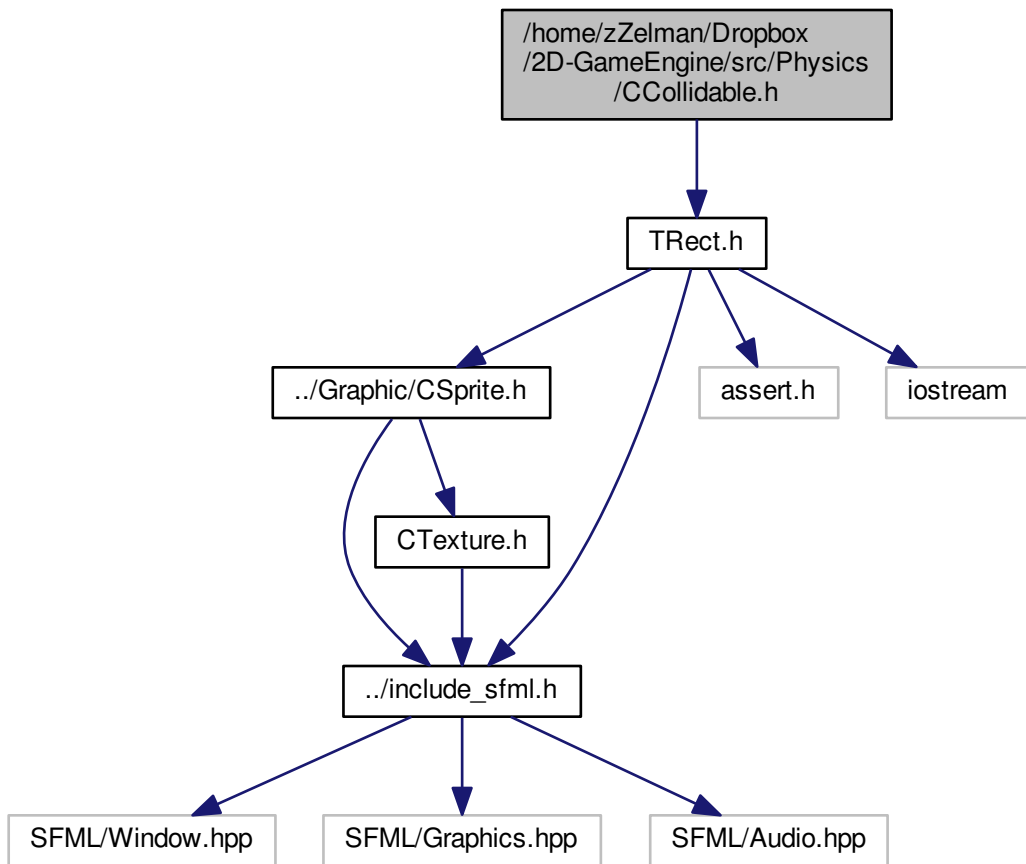 /home/zZelman/Dropbox
/2D-GameEngine/src/Physics
/CCollidable.h
TRect.h
../Graphic/CSprite.h
assert.h
iostream
CTexture.h
../include_sfml.h
SFML/Window.hpp
SFML/Graphics.hpp
SFML/Audio.hpp